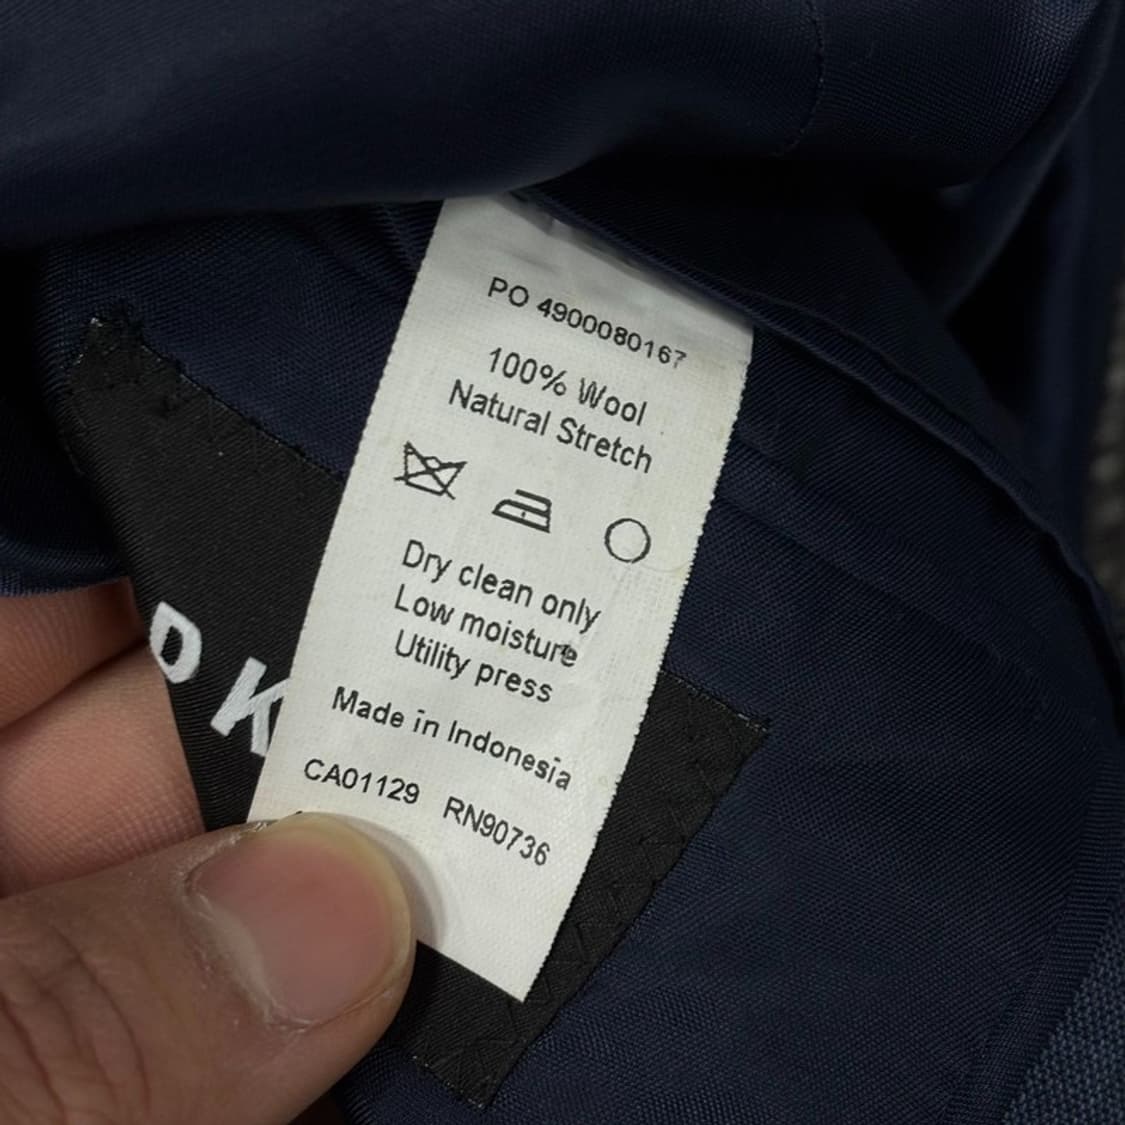 PO 4900080167
100% Wool
Natural Stretch
Dry clean only
Low moisture
Utility press
Made in Indonesia
CA01129 RN90736
D K